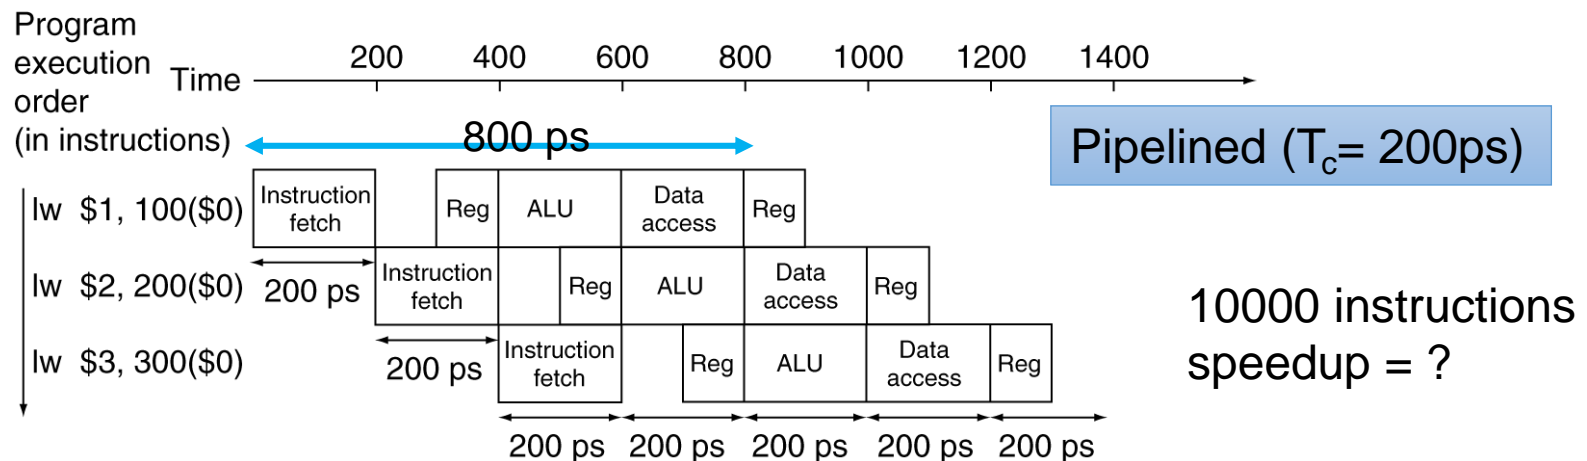 Program
execution
order
(in instructions)
Time
200 400 600 800 1000 1200 1400
800 ps
Pipelined (Tc= 200ps)
lw $1, 100($0)
Instruction
fetch
Reg
ALU
Data
access
Reg
lw $2, 200($0)
200 ps
Instruction
fetch
Reg
ALU
Data
access
Reg
lw $3, 300($0)
200 ps
Instruction
fetch
Reg
ALU
Data
access
Reg
200 ps 200 ps 200 ps 200 ps 200 ps
10000 instructions
speedup = ?